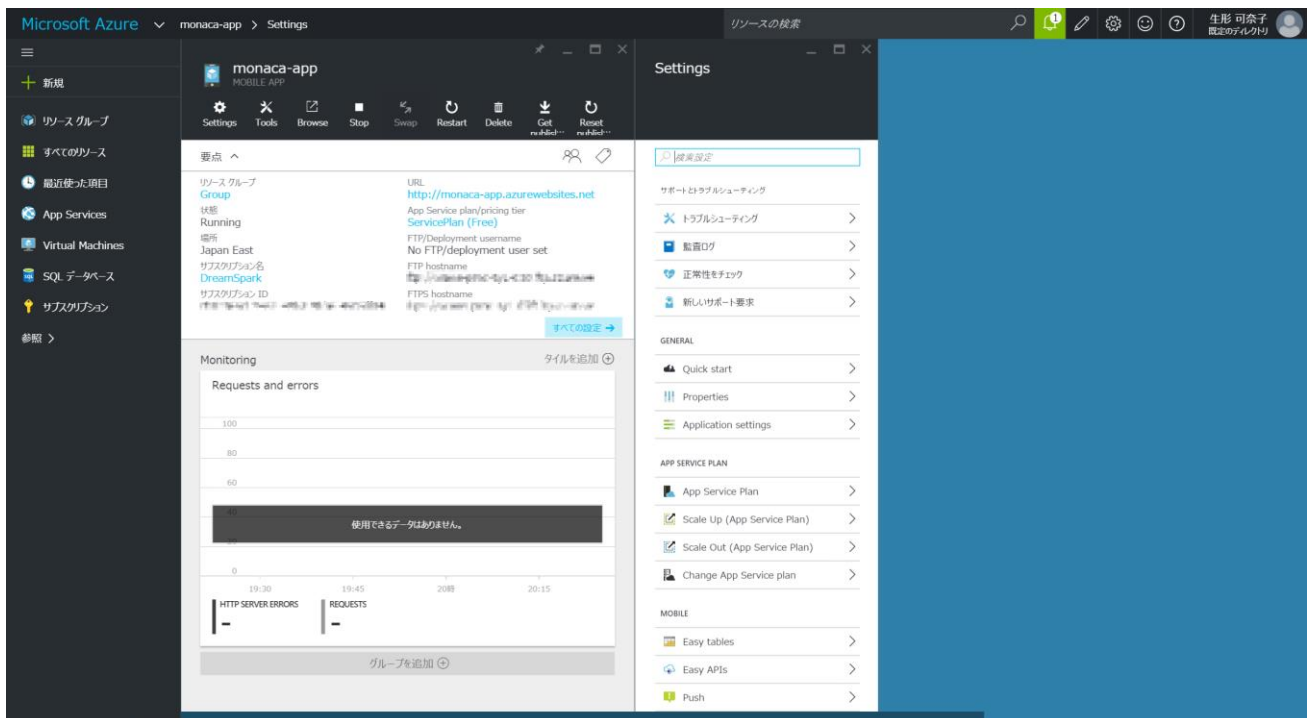 Microsoft Azure
monaca-app > Settings
リソースの検索
1
生形 可奈子
既定のディレクトリ
新規
リソース グループ
すべてのリソース
最近使った項目
App Services
Virtual Machines
SQL データベース
サブスクリプション
参照 >
monaca-app
MOBILE APP
Settings
Tools
Browse
Stop
Swap
Restart
Delete
Get
Reset
要点
リソース グループ
Group
状態
Running
場所
Japan East
サブスクリプション名
DreamSpark
サブスクリプション ID
URL
http://monaca-app.azurewebsites.net
App Service plan/pricing tier
ServicePlan (Free)
FTP/Deployment username
No FTP/deployment user set
FTP hostname
FTPS hostname
すべての設定 →
Monitoring
タイルを追加
Requests and errors
100
80
60
使用できるデータはありません。
0
19:30
19:45
20時
20:15
HTTP SERVER ERRORS
--
REQUESTS
--
グループを追加
Settings
検索設定
サポートとトラブルシューティング
トラブルシューティング
監査ログ
正常性をチェック
新しいサポート要求
GENERAL
Quick start
Properties
Application settings
APP SERVICE PLAN
App Service Plan
Scale Up (App Service Plan)
Scale Out (App Service Plan)
Change App Service plan
MOBILE
Easy tables
Easy APIs
Push